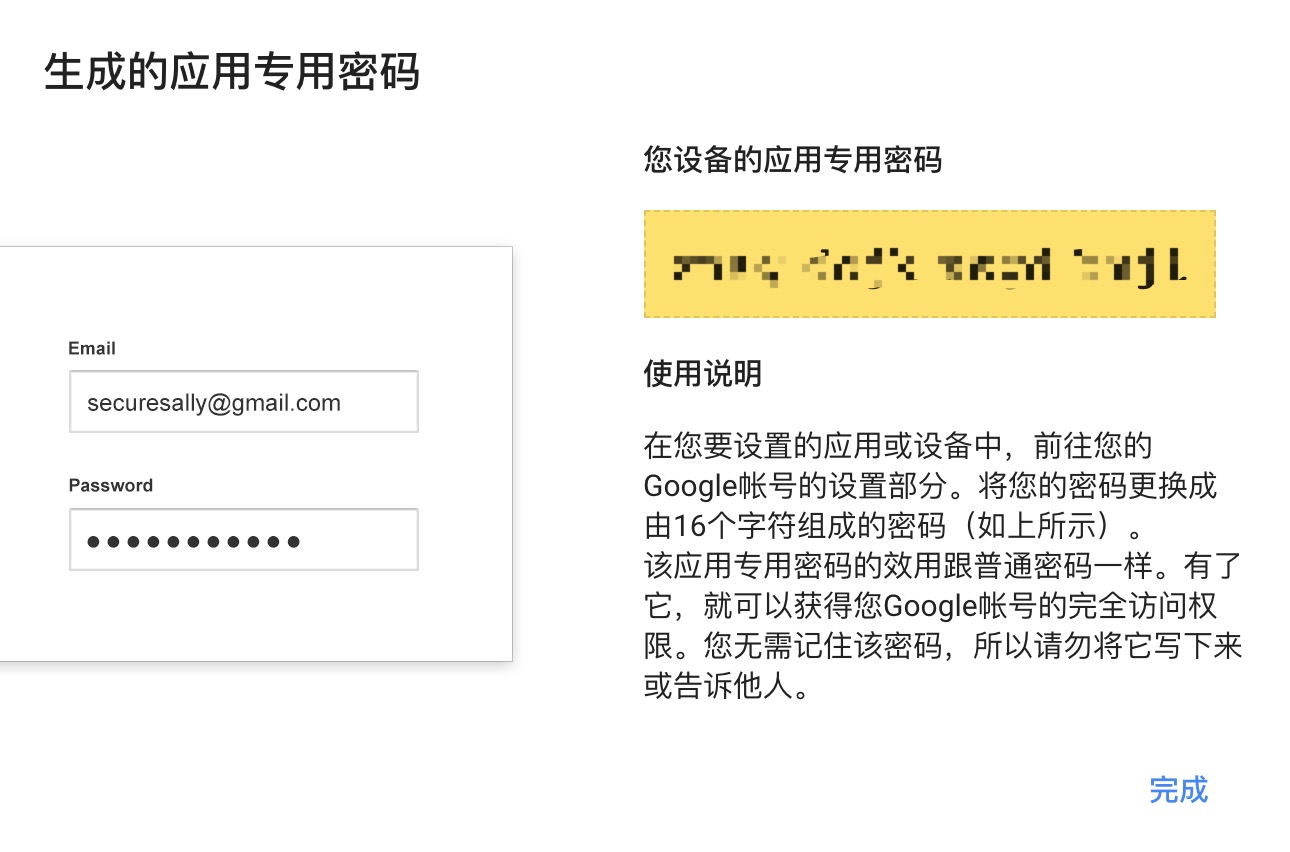 生成的应用专用密码
您设备的应用专用密码
Email
securesally@gmail.com
Password
使用说明
在您要设置的应用或设备中，前往您的
Google帐号的设置部分。将您的密码更换成
由16个字符组成的密码（如上所示）。
该应用专用密码的效用跟普通密码一样。有了
它，就可以获得您Google帐号的完全访问权
限。您无需记住该密码，所以请勿将它写下来
或告诉他人。
完成